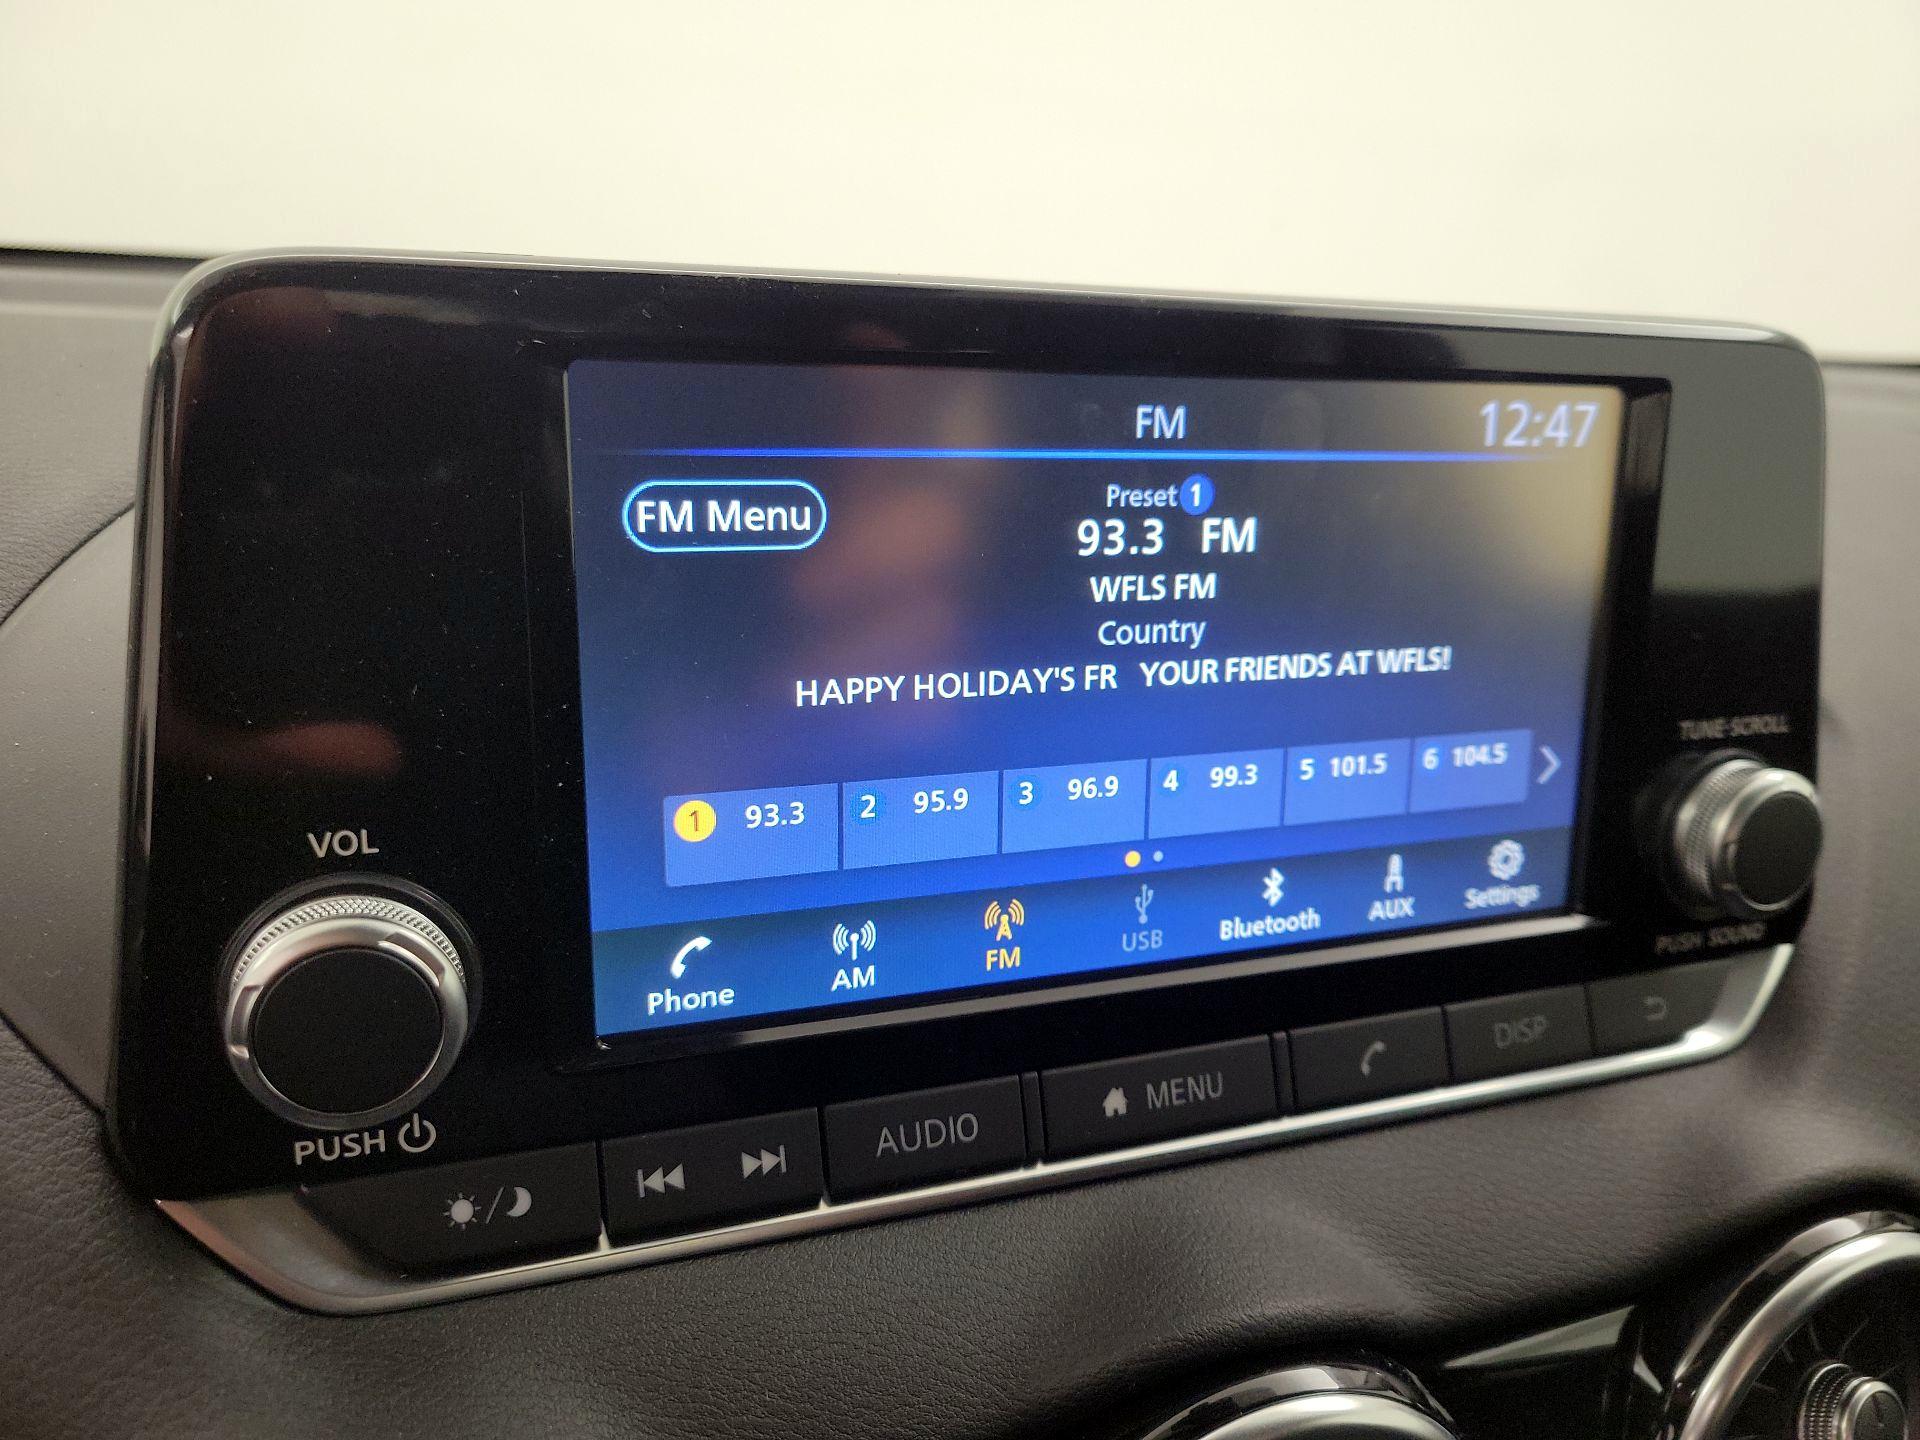 FM 12:47
FM Menu
Preset 1
93.3 FM
WFLS FM
Country
HAPPY HOLIDAY'S FR YOUR FRIENDS AT WFLS!
1 93.3 2 95.9 3 96.9 4 99.3 5 101.5 6 104.5
Phone AM FM USB Bluetooth AUX Settings
VOL
PUSH
TUNE·SCROLL
PUSH SOUND
AUDIO MENU DISP